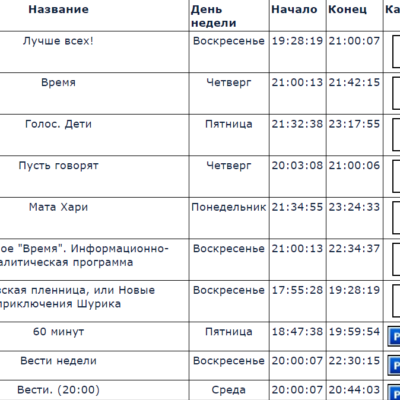 Название День недели Начало Конец
Лучше всех! Воскресенье 19:28:19 21:00:07
Время Четверг 21:00:13 21:42:15
Голос. Дети Пятница 21:32:38 23:17:55
Пусть говорят Четверг 20:03:08 21:00:06
Мата Хари Понедельник 21:34:55 23:24:33
"Время". Информационно- Воскресенье 21:00:13 22:34:37
программа
пленница, или Новые Воскресенье 17:55:28 19:28:19
приключения Шурика
60 минут Пятница 18:47:38 19:59:54
Вести недели Воскресенье 20:00:07 22:30:15
Вести. (20:00) Среда 20:00:07 20:44:03